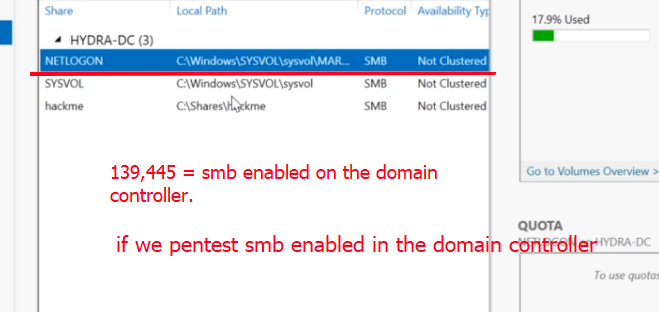 Share Local Path Protocol Availability Typ
HYDRA-DC (3)
NETLOGON C:\Windows\SYSVOL\sysvol\MAR... SMB Not Clustered
SYSVOL C:\Windows\SYSVOL\sysvol SMB Not Clustered
hackme C:\Shares\hackme SMB Not Clustered
17.9% Used
139,445 = smb enabled on the domain
controller.
Go to Volumes Overview >
if we pentest smb enabled in the domain controller
QUOTA
NETLOGON on HYDRA-DC
To use quotas